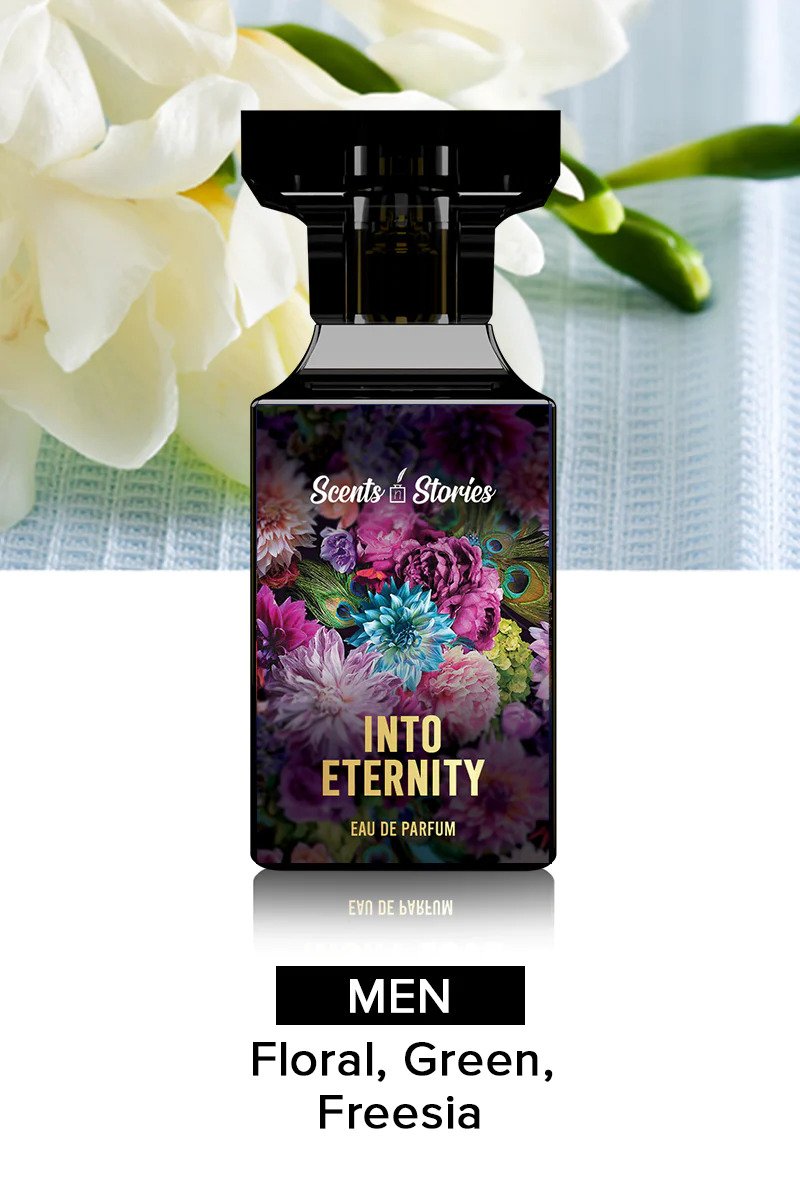 Scents n Stories
INTO
ETERNITY
EAU DE PARFUM
EAU DE PARFUM
MEN
Floral, Green,
Freesia